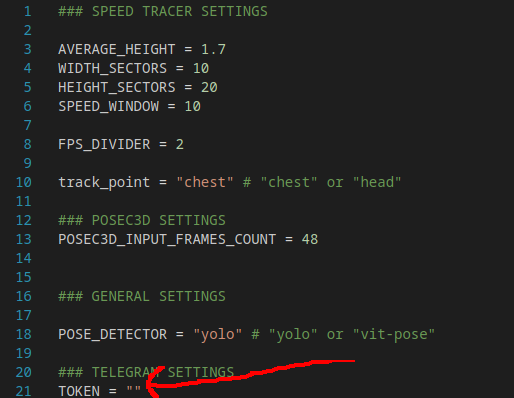 1 ### SPEED TRACER SETTINGS
2
3 AVERAGE_HEIGHT = 1.7
4 WIDTH_SECTORS = 10
5 HEIGHT_SECTORS = 20
6 SPEED_WINDOW = 10
7
8 FPS_DIVIDER = 2
9
10 track_point = "chest" # "chest" or "head"
11
12 ### POSEC3D SETTINGS
13 POSEC3D_INPUT_FRAMES_COUNT = 48
14
15
16 ### GENERAL SETTINGS
17
18 POSE_DETECTOR = "yolo" # "yolo" or "vit-pose"
19
20 ### TELEGRAM SETTINGS
21 TOKEN = ""